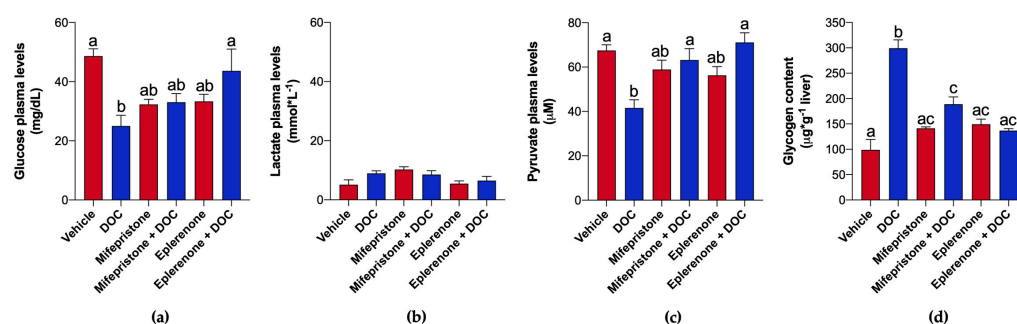 Glucose plasma levels
(mg/dL)
60
40
20
0
a
b
ab
ab
ab
a
Vehicle
DOC
Mifepristone
Mifepristone + DOC
Eplerenone
Eplerenone + DOC
(a)
Lactate plasma levels
(mmol*L⁻¹)
60
40
20
0
Vehicle
DOC
Mifepristone
Mifepristone + DOC
Eplerenone
Eplerenone + DOC
(b)
Pyruvate plasma levels
(μM)
80
60
40
20
0
a
b
ab
a
ab
a
Vehicle
DOC
Mifepristone
Mifepristone + DOC
Eplerenone
Eplerenone + DOC
(c)
Glycogen content
(μg*g⁻¹ liver)
350
300
250
200
150
100
50
0
a
b
ac
c
ac
ac
Vehicle
DOC
Mifepristone
Mifepristone + DOC
Eplerenone
Eplerenone + DOC
(d)